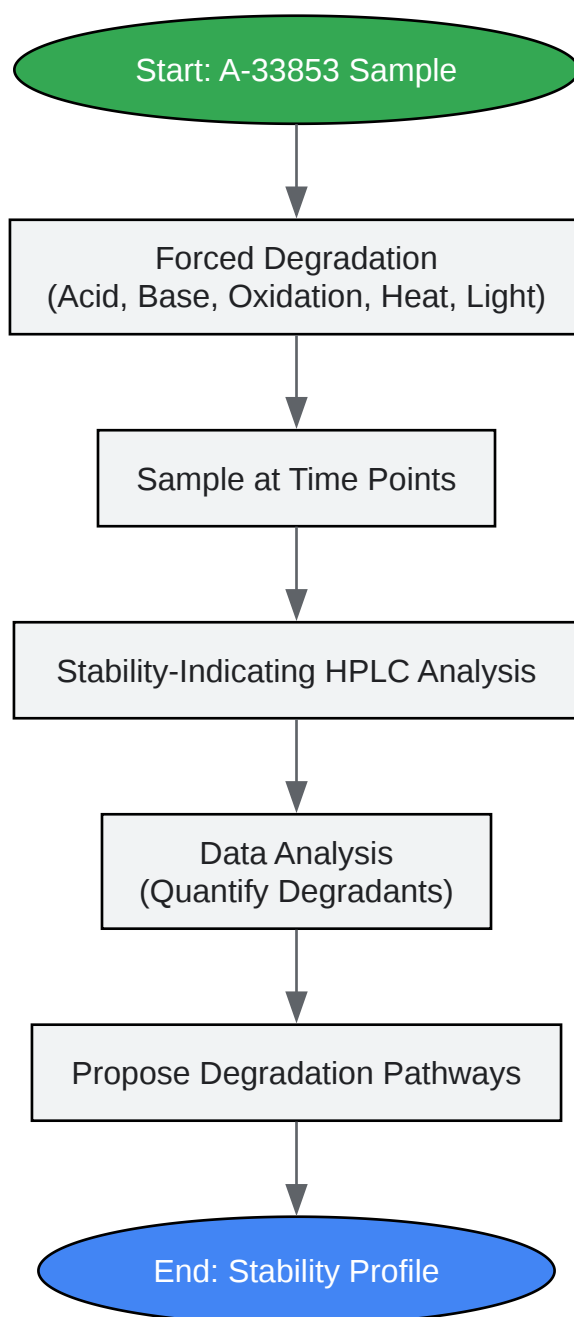 Start: A-33853 Sample
Forced Degradation
(Acid, Base, Oxidation, Heat, Light)
Sample at Time Points
Stability-Indicating HPLC Analysis
Data Analysis
(Quantify Degradants)
Propose Degradation Pathways
End: Stability Profile